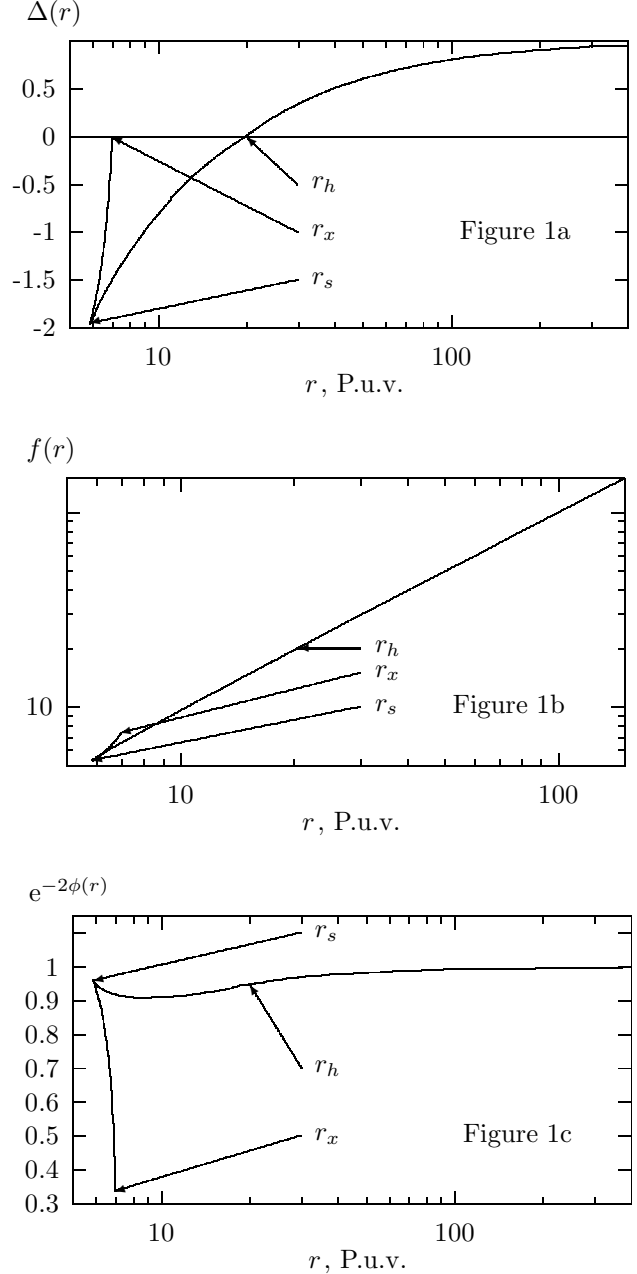 Δ(r)
0.5
0
-0.5
-1
-1.5
-2
r_h
r_x
r_s
Figure 1a
10 100
r, P.u.v.
f(r)
10
r_h
r_x
r_s
Figure 1b
10 100
r, P.u.v.
e^{−2ϕ(r)}
1
0.9
0.8
0.7
0.6
0.5
0.4
0.3
r_s
r_h
r_x
Figure 1c
10 100
r, P.u.v.